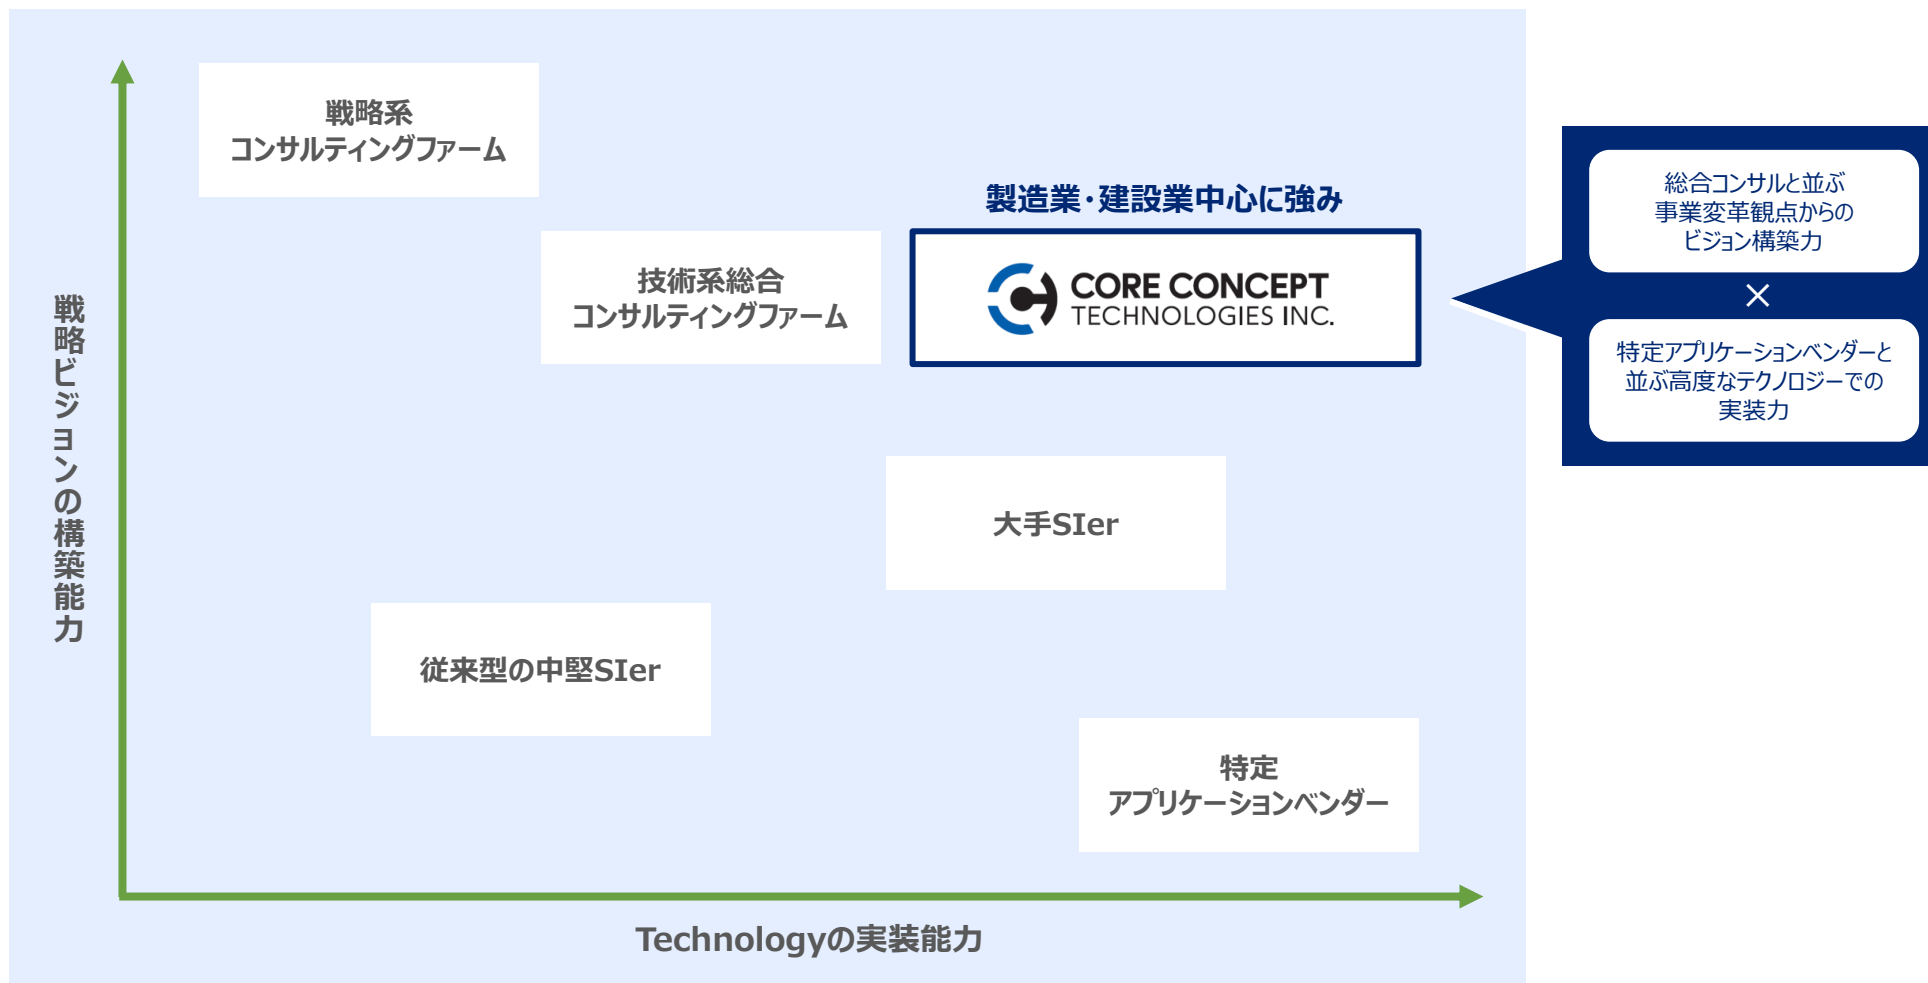 戦略系
コンサルティングファーム
製造業・建設業中心に強み
技術系総合
コンサルティングファーム
CORE CONCEPT
TECHNOLOGIES INC.
総合コンサルと並ぶ
事業変革観点からの
ビジョン構築力
×
特定アプリケーションベンダーと
並ぶ高度なテクノロジーでの
実装力
戦略ビジョンの構築能力
大手SIer
従来型の中堅SIer
特定
アプリケーションベンダー
Technologyの実装能力